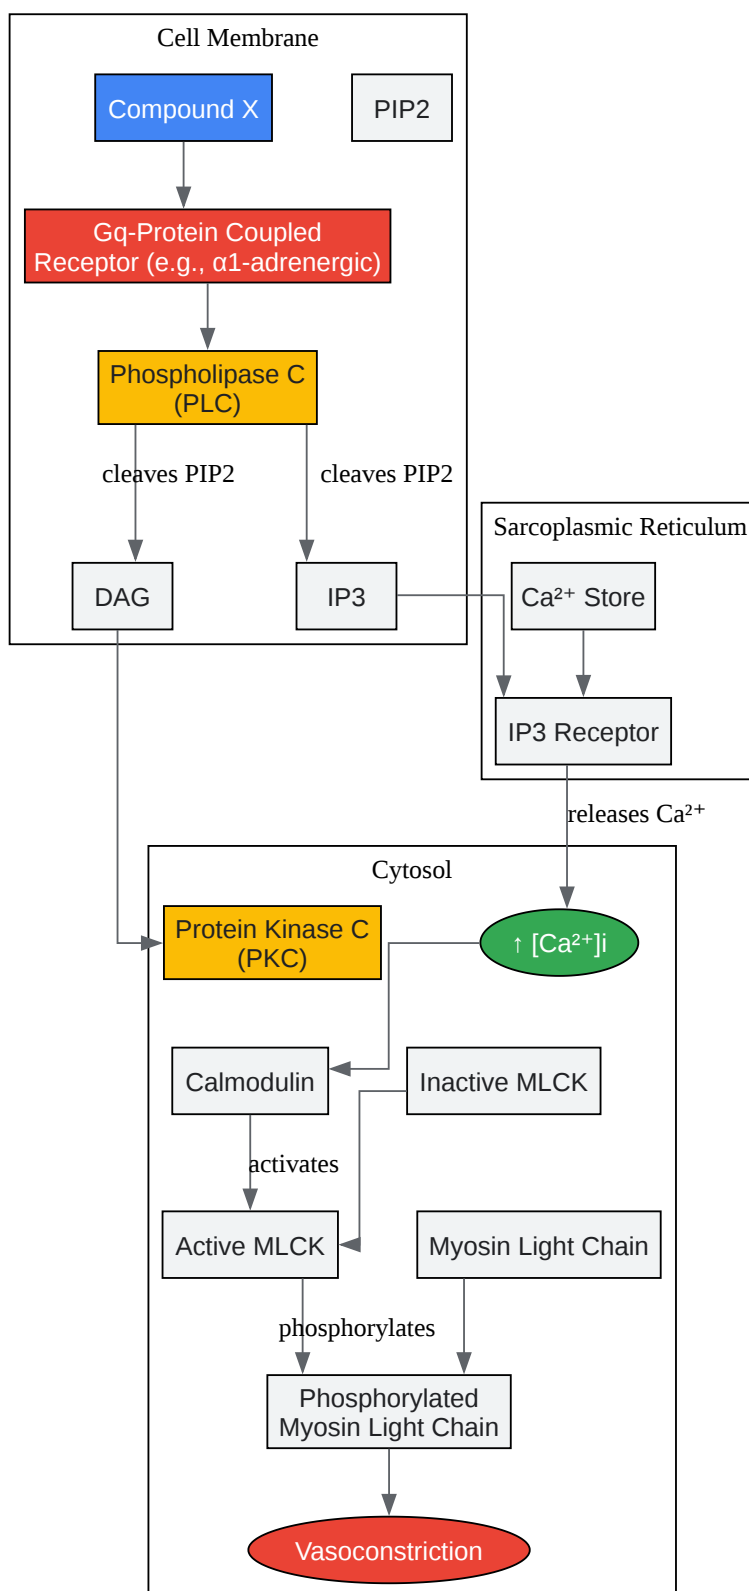 Cell Membrane
Compound X
PIP2
Gq-Protein Coupled
Receptor (e.g., α1-adrenergic)
Phospholipase C
(PLC)
cleaves PIP2
cleaves PIP2
Sarcoplasmic Reticulum
DAG
IP3
Ca²⁺ Store
IP3 Receptor
releases Ca²⁺
Cytosol
Protein Kinase C
(PKC)
↑ [Ca²⁺]i
Calmodulin
Inactive MLCK
activates
Active MLCK
Myosin Light Chain
phosphorylates
Phosphorylated
Myosin Light Chain
Vasoconstriction